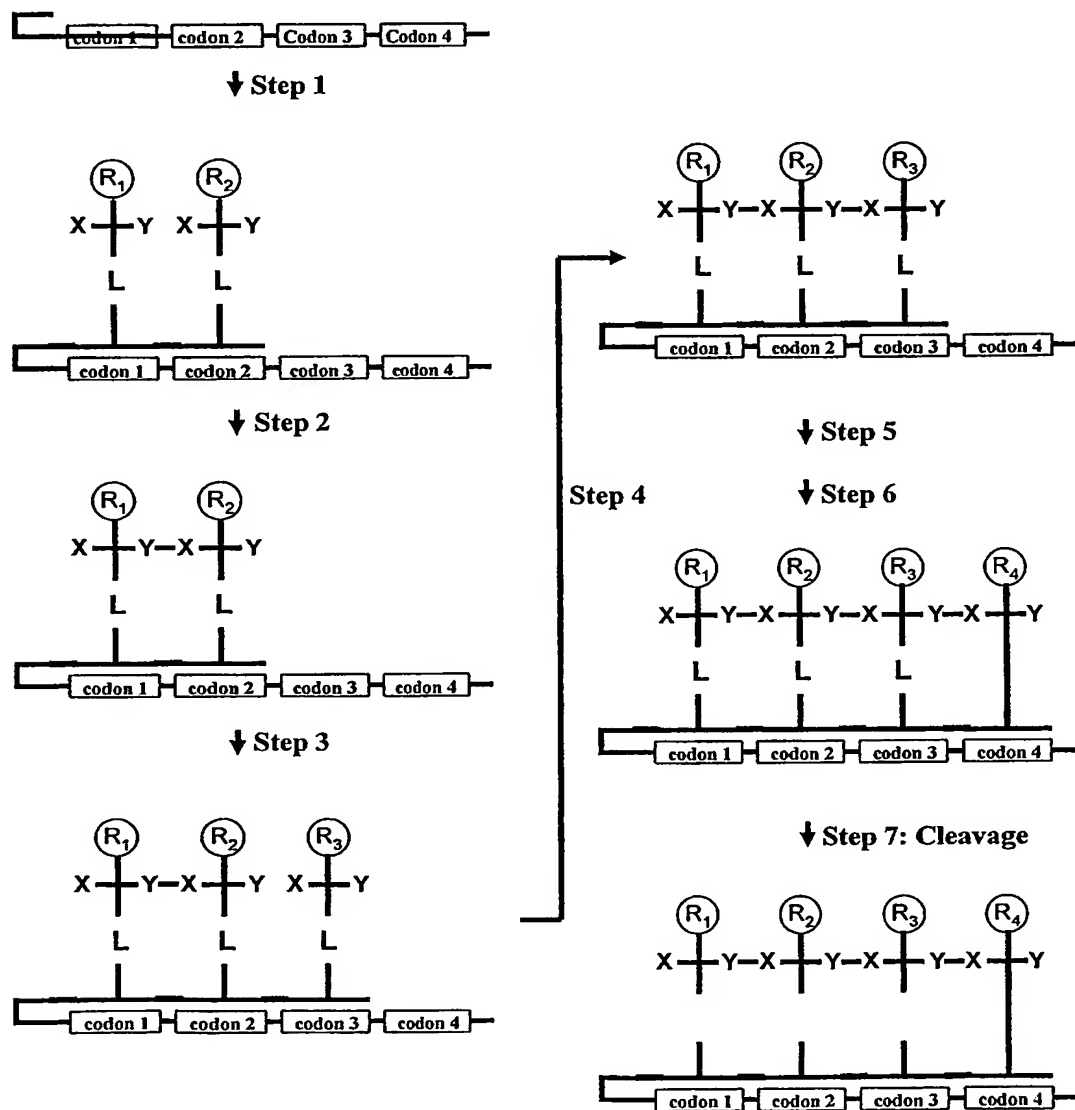 codon 1 codon 2 Codon 3 Codon 4
Step 1
R1 R2
X Y X Y
L L
codon 1 codon 2 codon 3 codon 4
Step 2
R1 R2
X Y X Y
L L
codon 1 codon 2 codon 3 codon 4
Step 3
R1 R2 R3
X Y X Y X Y
L L L
codon 1 codon 2 codon 3 codon 4
Step 4
R1 R2 R3
X Y X Y X Y
L L L
codon 1 codon 2 codon 3 codon 4
Step 5
Step 6
R1 R2 R3 R4
X Y X Y X Y X Y
L L L
codon 1 codon 2 codon 3 codon 4
Step 7: Cleavage
R1 R2 R3 R4
X Y X Y X Y X Y
codon 1 codon 2 codon 3 codon 4